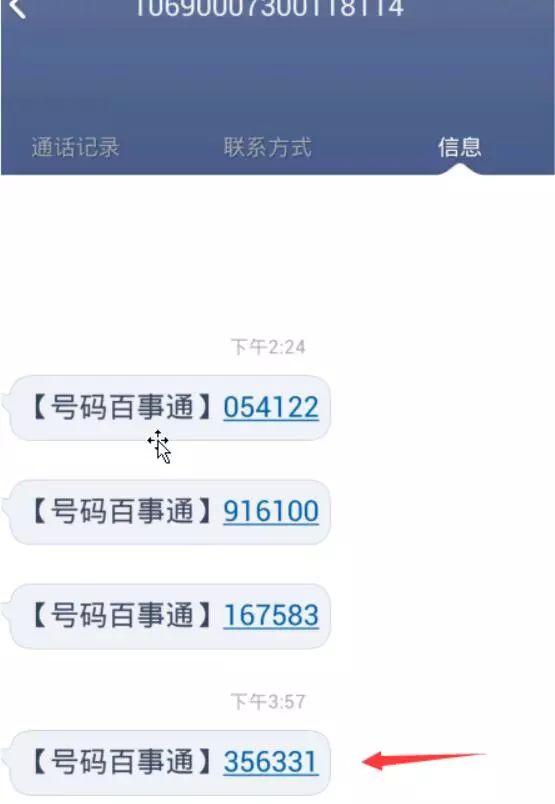 10690007300118114
通话记录 联系方式 信息
下午2:24
【号码百事通】054122
【号码百事通】916100
【号码百事通】167583
下午3:57
【号码百事通】356331